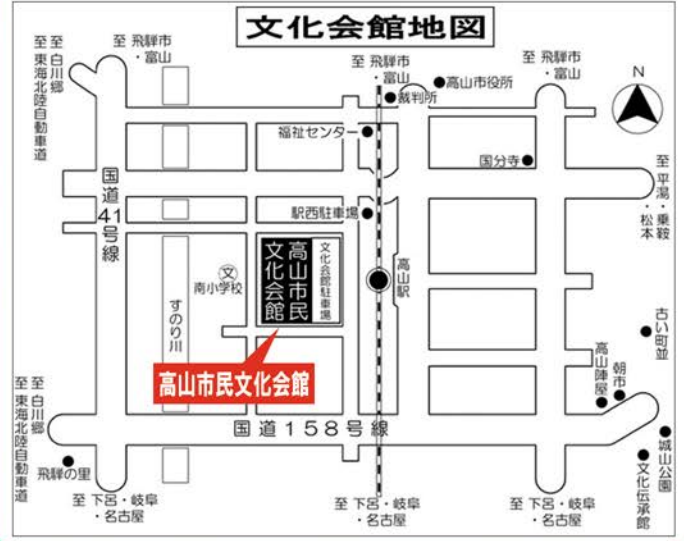 文化会館地図
至 白川郷
至 東海北陸自動車道
至 飛騨市
・富山
至 飛騨市
・富山
至 飛騨市
・富山
高山市役所
裁判所
N
福祉センター
国分寺
国道41号線
駅西駐車場
至 平湯・乗鞍
・松本
文
南小学校
高山市民
文化会館
文化会館駐車場
高山駅
すのり川
古い町並
高山市民文化会館
高山陣屋
朝市
至 白川郷
至 東海北陸自動車道
国道158号線
飛騨の里
城山公園
文化伝承館
至 下呂・岐阜
・名古屋
至 下呂・岐阜
・名古屋
至 下呂・岐阜
・名古屋